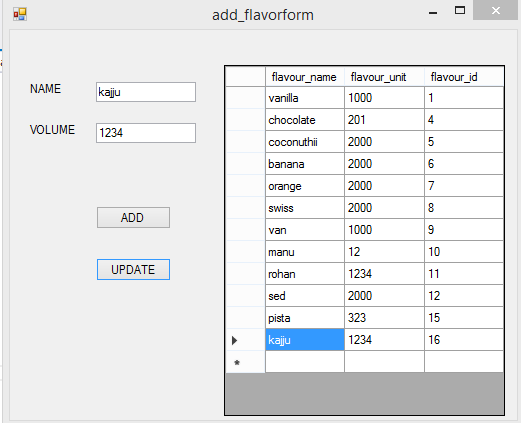 add_flavorform
NAME kajju
VOLUME 1234
ADD
UPDATE
flavour_name flavour_unit flavour_id
vanilla 1000 1
chocolate 201 4
coconuthii 2000 5
banana 2000 6
orange 2000 7
swiss 2000 8
van 1000 9
manu 12 10
rohan 1234 11
sed 2000 12
pista 323 15
kajju 1234 16